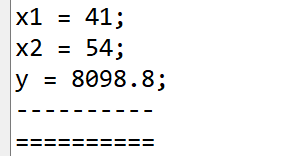 x1 = 41;
x2 = 54;
y = 8098.8;
----------
==========